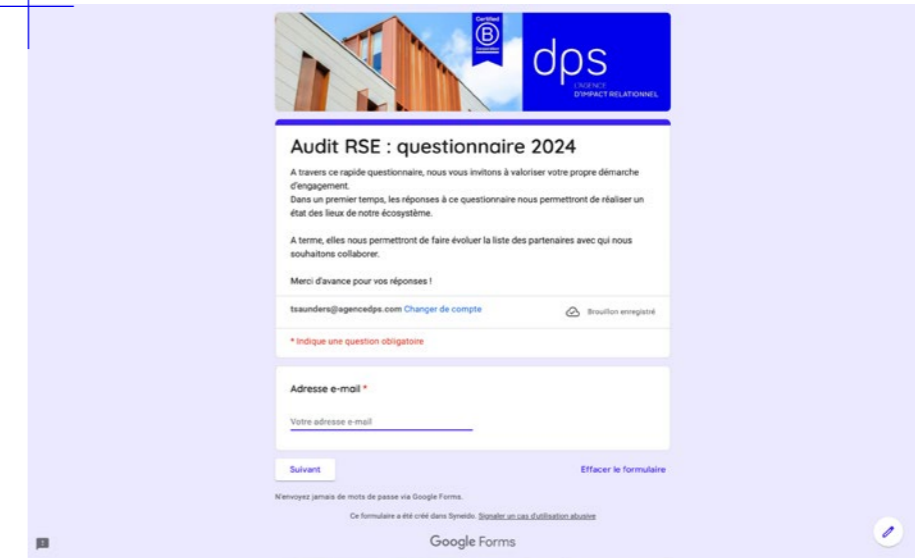 Certified
B
Corporation
dps
L'AGENCE
D'IMPACT RELATIONNEL
Audit RSE : questionnaire 2024
A travers ce rapide questionnaire, nous vous invitons à valoriser votre propre démarche
d'engagement.
Dans un premier temps, les réponses à ce questionnaire nous permettront de réaliser un
état des lieux de notre écosystème.
A terme, elles nous permettront de faire évoluer la liste des partenaires avec qui nous
souhaitons collaborer.
Merci d'avance pour vos réponses !
tsaunders@agencedps.com Changer de compte
Brouillon enregistré
* Indique une question obligatoire
Adresse e-mail *
Votre adresse e-mail
Suivant
Effacer le formulaire
N'envoyez jamais de mots de passe via Google Forms.
Ce formulaire a été créé dans Syneido. Signaler un cas d'utilisation abusive
Google Forms